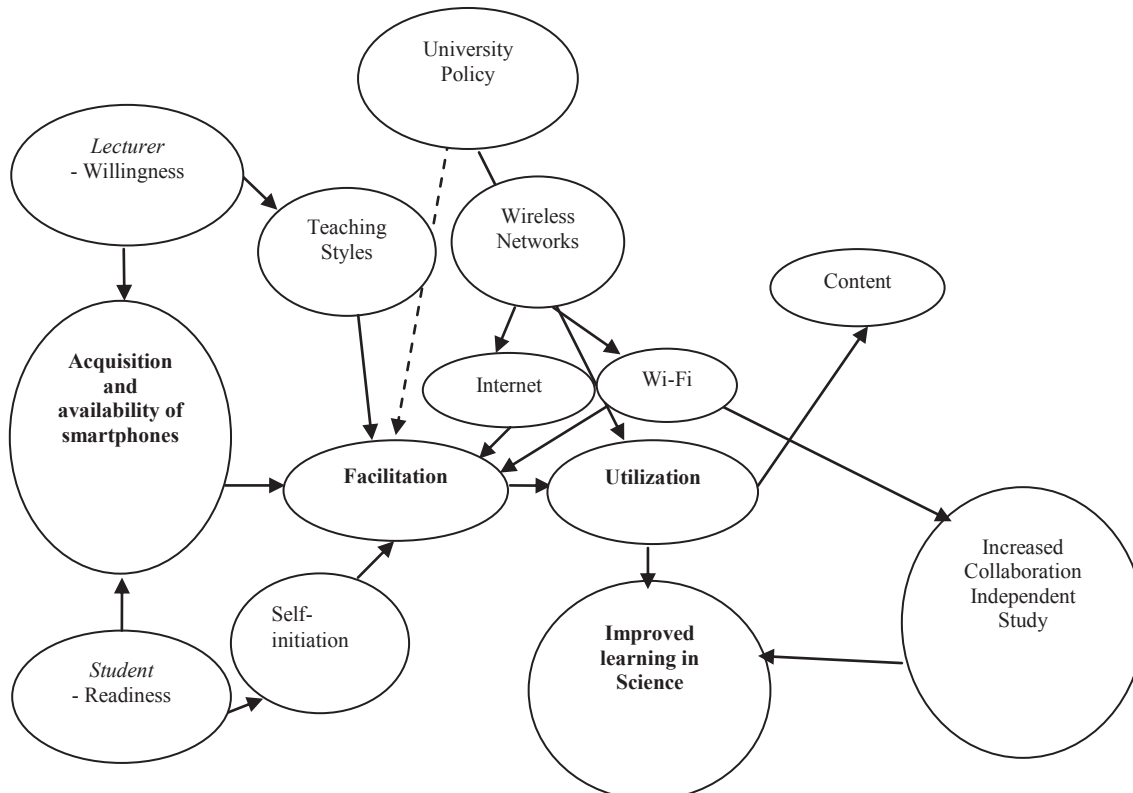 University
Policy
Lecturer
- Willingness
Teaching
Styles
Wireless
Networks
Content
Acquisition
and
availability of
smartphones
Internet
Wi-Fi
Facilitation
Utilization
Increased
Collaboration
Independent
Study
Self-
initiation
Improved
learning in
Science
Student
- Readiness